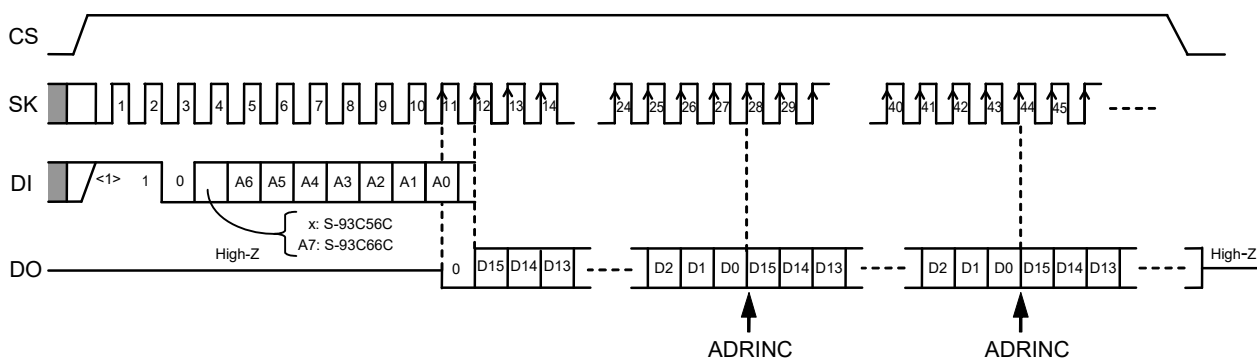 CS
SK 1 2 3 4 5 6 7 8 9 10 11 12 13 14 24 25 26 27 28 29 40 41 42 43 44 45
DI <1> 1 0 A6 A5 A4 A3 A2 A1 A0
x: S-93C56C
A7: S-93C66C
High-Z
High-Z
DO 0 D15 D14 D13 D2 D1 D0 D15 D14 D13 D2 D1 D0 D15 D14 D13
ADRINC ADRINC